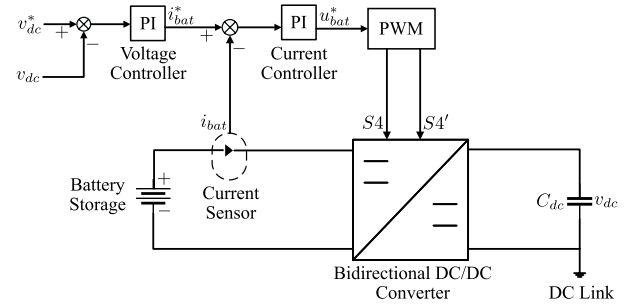 v*dc + − PI i*bat + − PI u*bat PWM
Voltage
Controller
Current
Controller
vdc
ibat
S4 S4′
Battery
Storage
+
−
Current
Sensor
Cdc vdc
Bidirectional DC/DC
Converter
DC Link